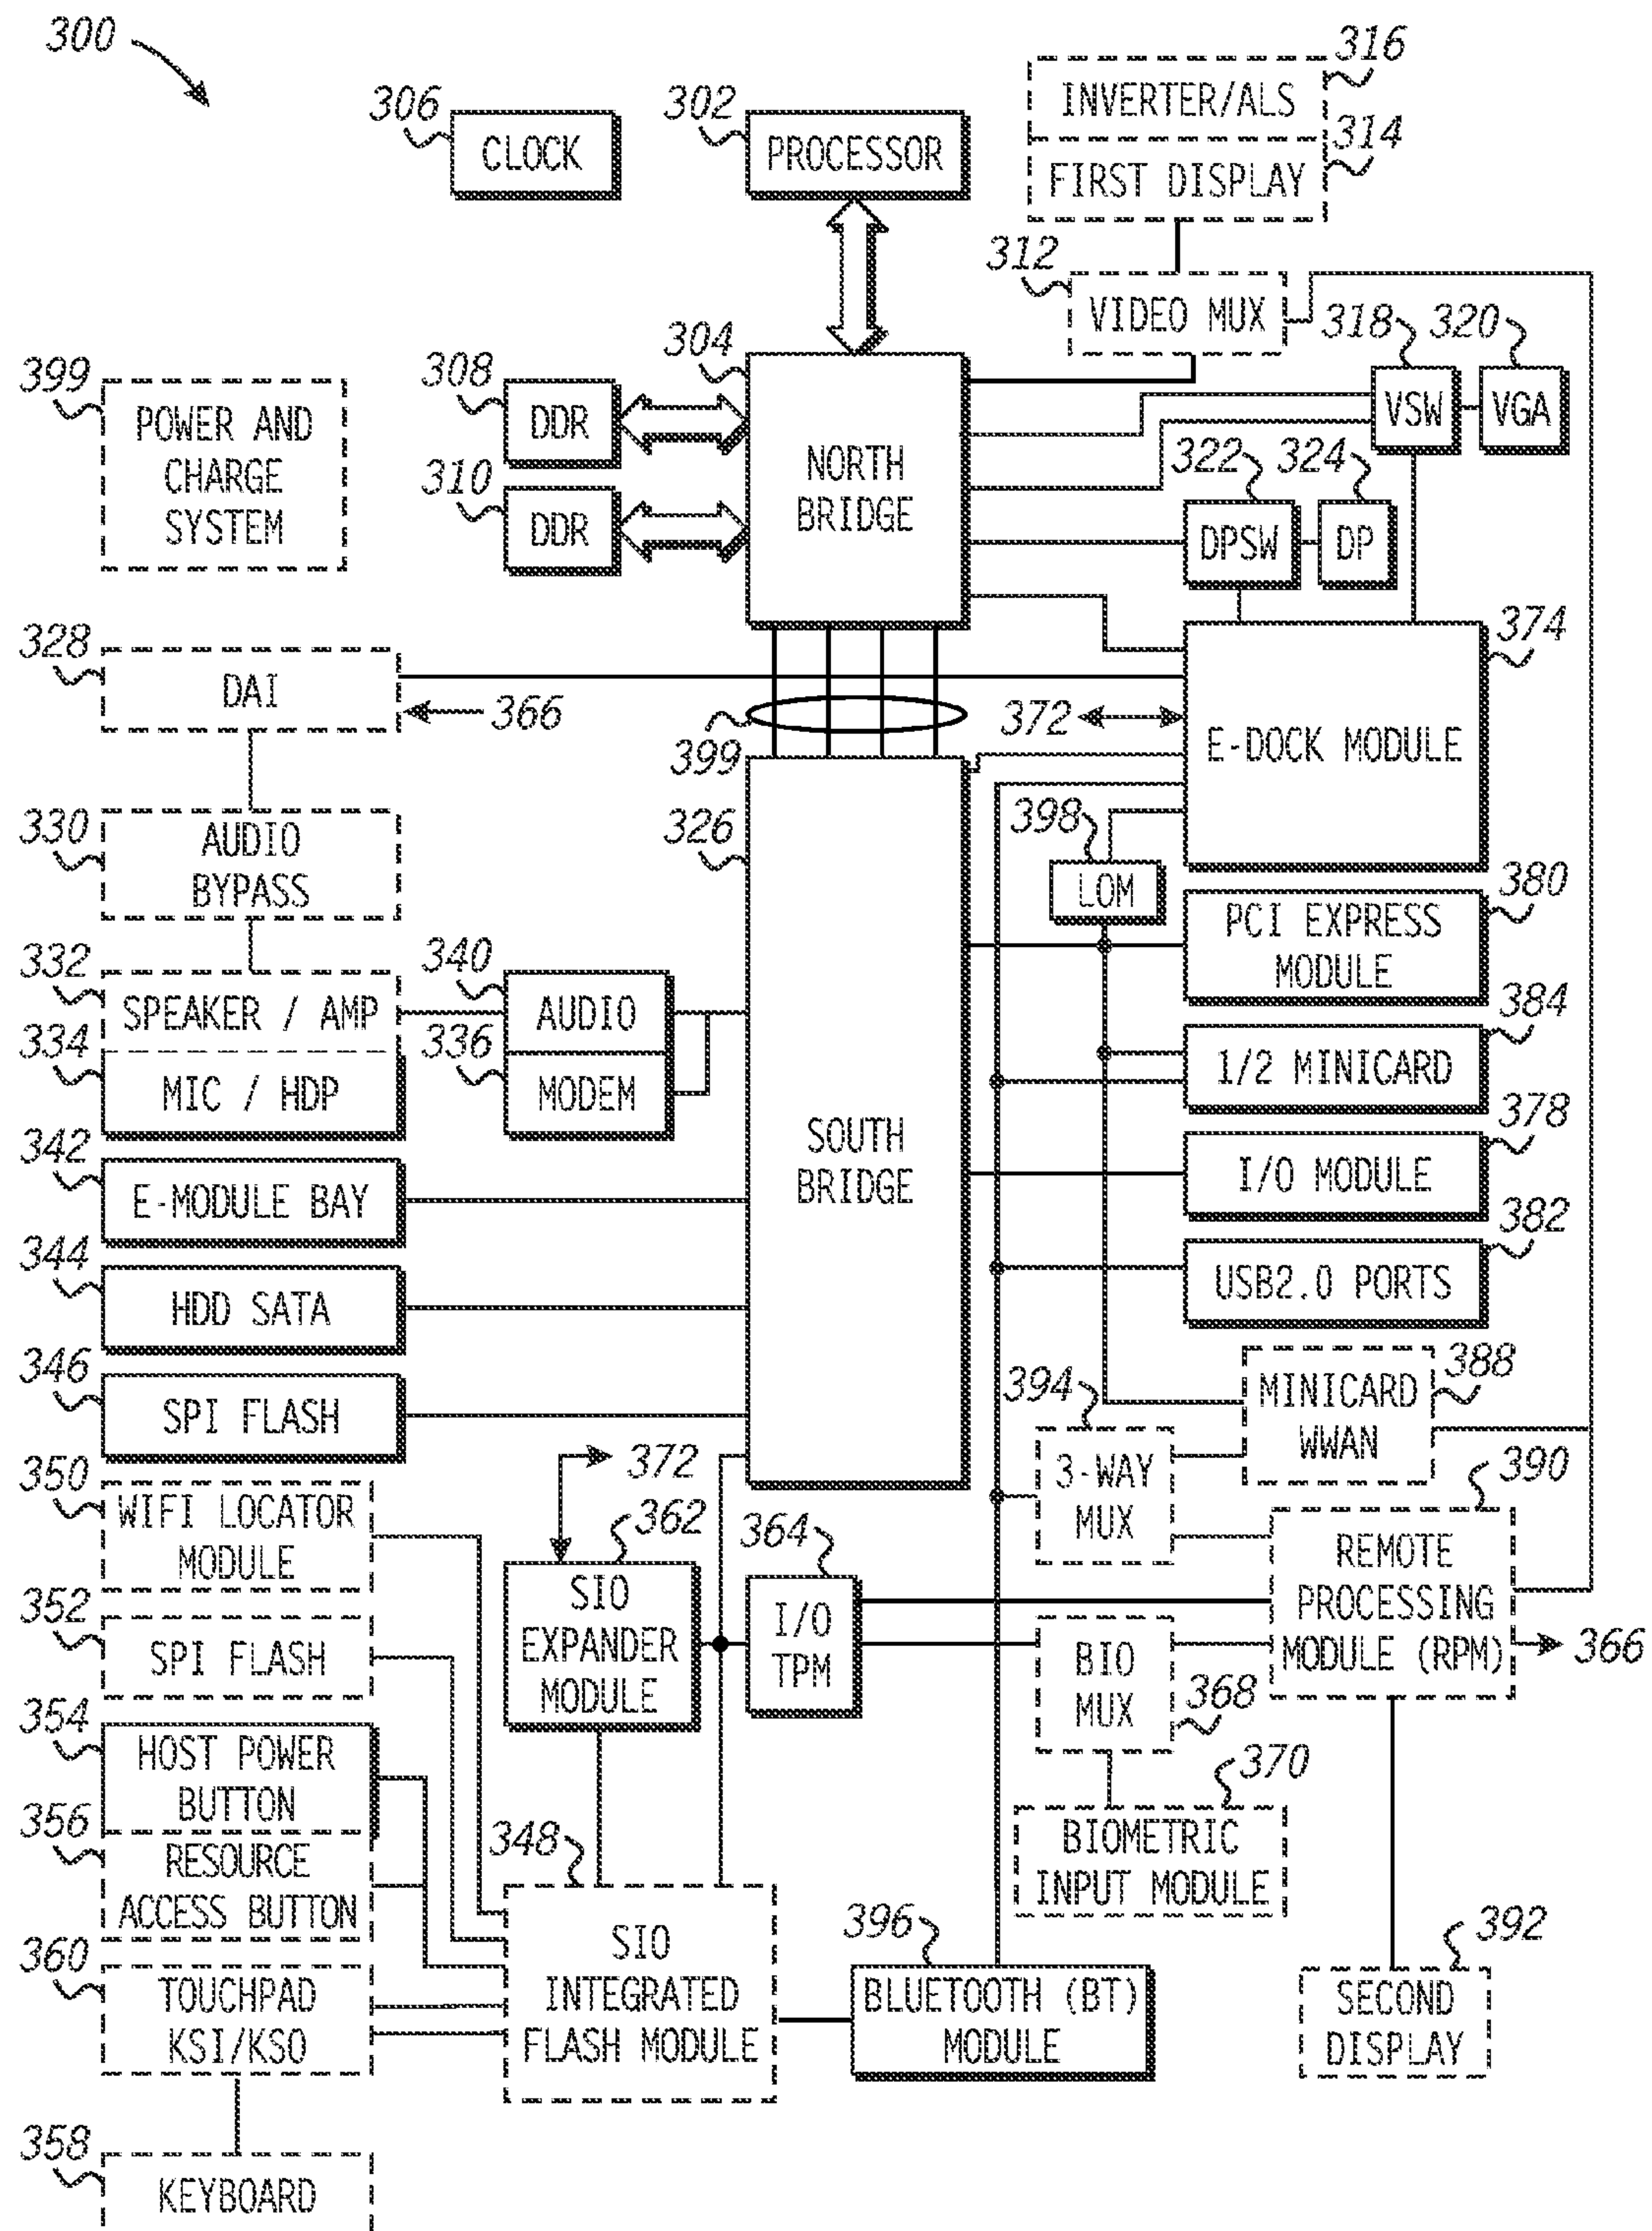 300
306
CLOCK
302
PROCESSOR
316
INVERTER/ALS
314
FIRST DISPLAY
312
VIDEO MUX
318
VSW
320
VGA
399
POWER AND
CHARGE
SYSTEM
308
DDR
310
DDR
304
NORTH
BRIDGE
322
DPSW
324
DP
328
DAI
366
399
372
374
E-DOCK MODULE
330
AUDIO
BYPASS
326
SOUTH
BRIDGE
398
LOM
380
PCI EXPRESS
MODULE
332
SPEAKER / AMP
334
MIC / HDP
340
AUDIO
336
MODEM
384
1/2 MINICARD
378
I/O MODULE
342
E-MODULE BAY
382
USB2.0 PORTS
344
HDD SATA
346
SPI FLASH
388
MINICARD
WWAN
394
3-WAY
MUX
350
WIFI LOCATOR
MODULE
372
362
SIO
EXPANDER
MODULE
364
I/O
TPM
390
REMOTE
PROCESSING
MODULE (RPM)
366
352
SPI FLASH
BIO
MUX
368
354
HOST POWER
BUTTON
370
BIOMETRIC
INPUT MODULE
356
RESOURCE
ACCESS BUTTON
348
SIO
INTEGRATED
FLASH MODULE
396
BLUETOOTH (BT)
MODULE
392
SECOND
DISPLAY
360
TOUCHPAD
KSI/KSO
358
KEYBOARD